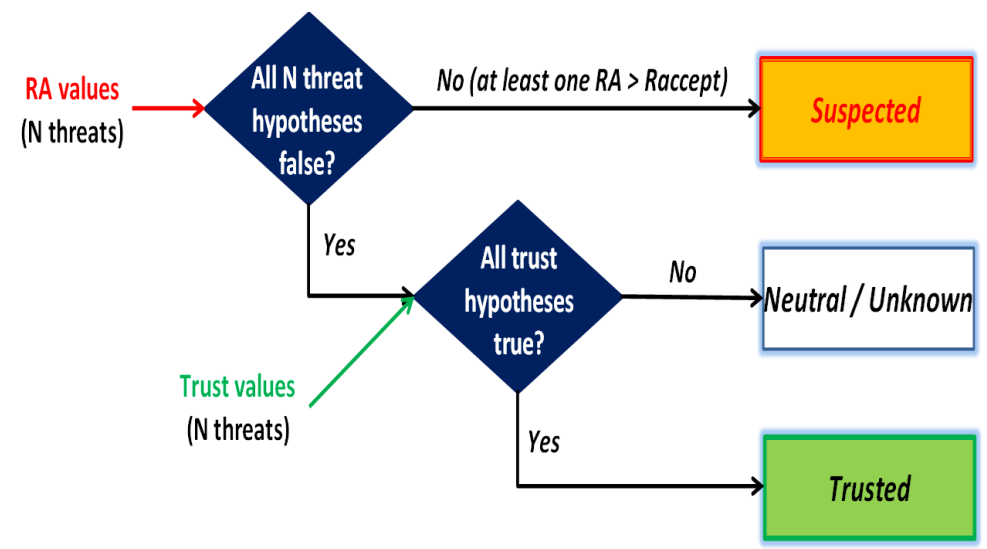 RA values
(N threats)
All N threat
hypotheses
false?
No (at least one RA > Raccept)
Suspected
Yes
All trust
hypotheses
true?
No
Neutral / Unknown
Trust values
(N threats)
Yes
Trusted